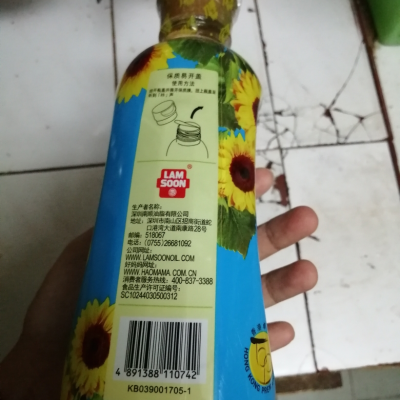 保质易开盖
使用方法
LAM
SOON
生产者名称:
深圳南顺油脂有限公司
地址: 深圳市南山区招商街道蛇
口港湾大道南康路28号
邮编: 518067
电话: (0755)26681092
公司网址:
WWW.LAMSOONOIL.COM
好妈妈网址:
WWW.HAOMAMA.COM.CN
消费者服务热线: 400-837-3388
食品生产许可证编号:
SC10244030500312
4 891388 110742
KB039001705-1
HONG KONG